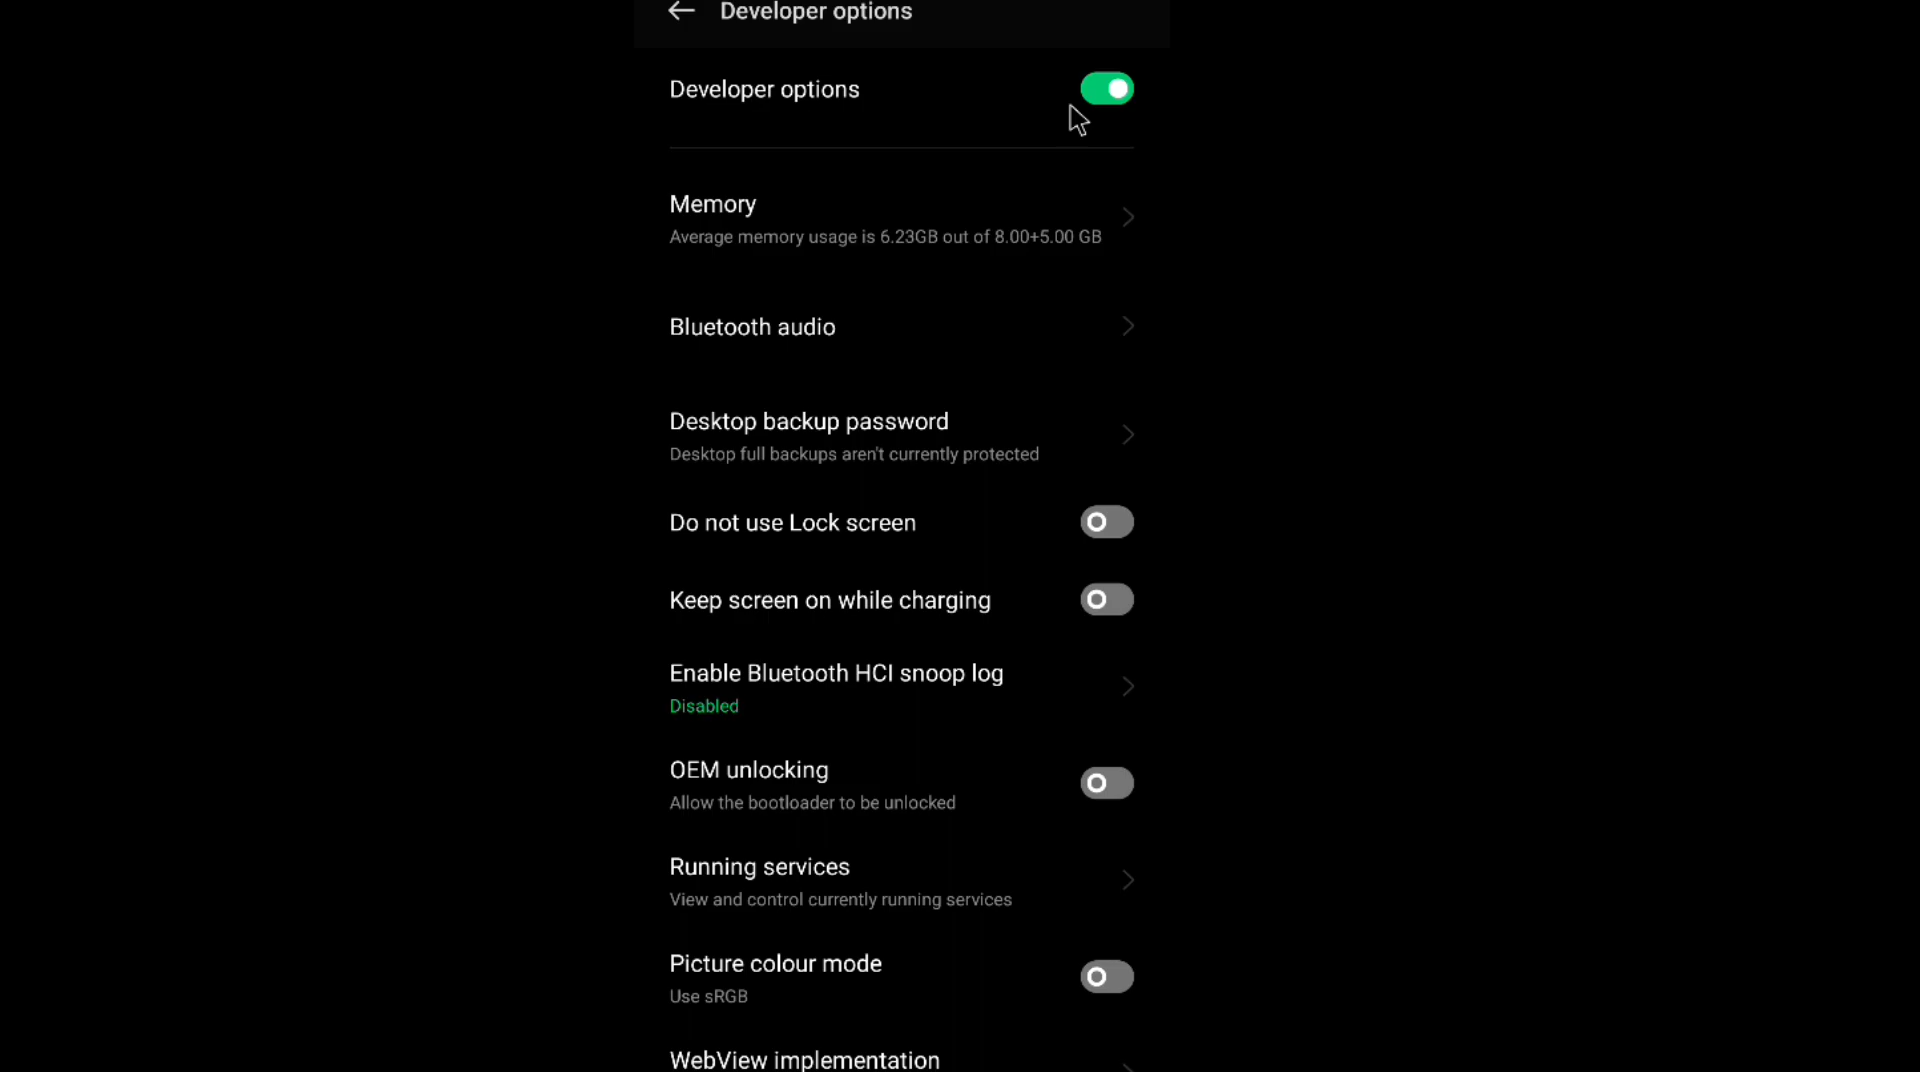 Developer options
Developer options
Memory
Average memory usage is 6.23GB out of 8.00+5.00 GB
Bluetooth audio
Desktop backup password
Desktop full backups aren't currently protected
Do not use Lock screen
Keep screen on while charging
Enable Bluetooth HCI snoop log
Disabled
OEM unlocking
Allow the bootloader to be unlocked
Running services
View and control currently running services
Picture colour mode
Use sRGB
WebView implementation